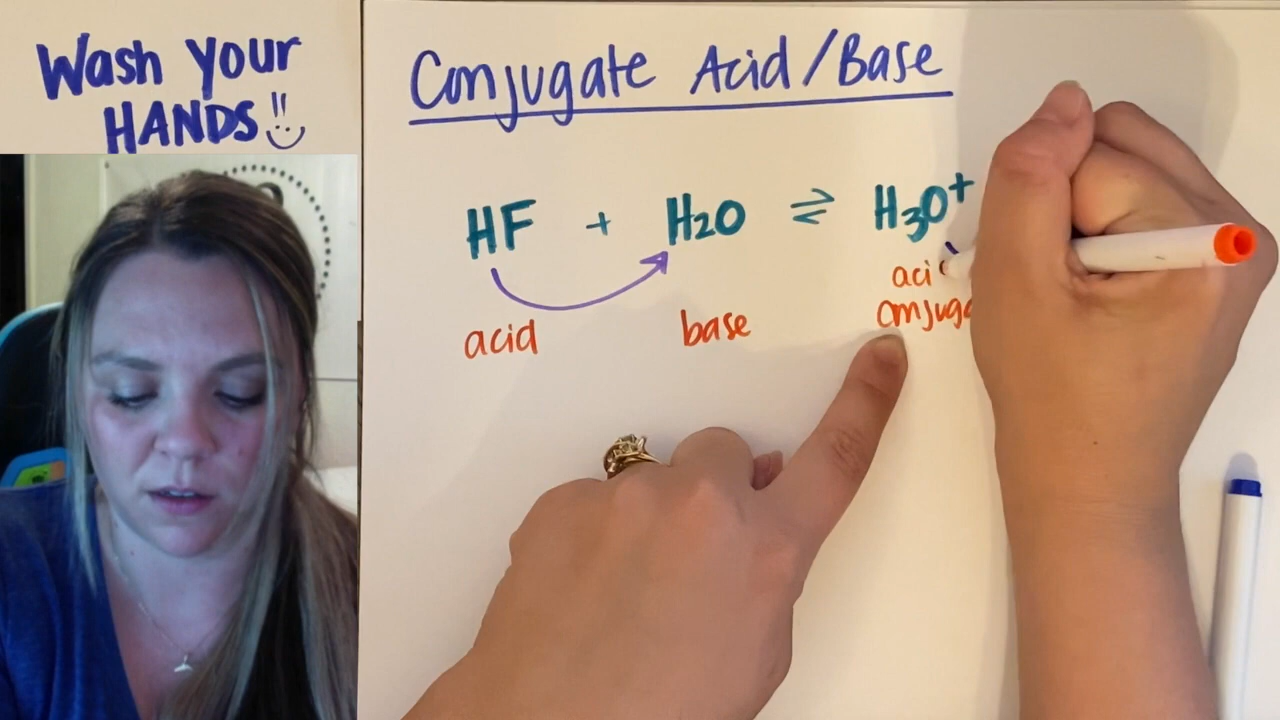 Wash Your
HANDS
Conjugate Acid/Base
HF + H2O ⇌ H3O+
acid base